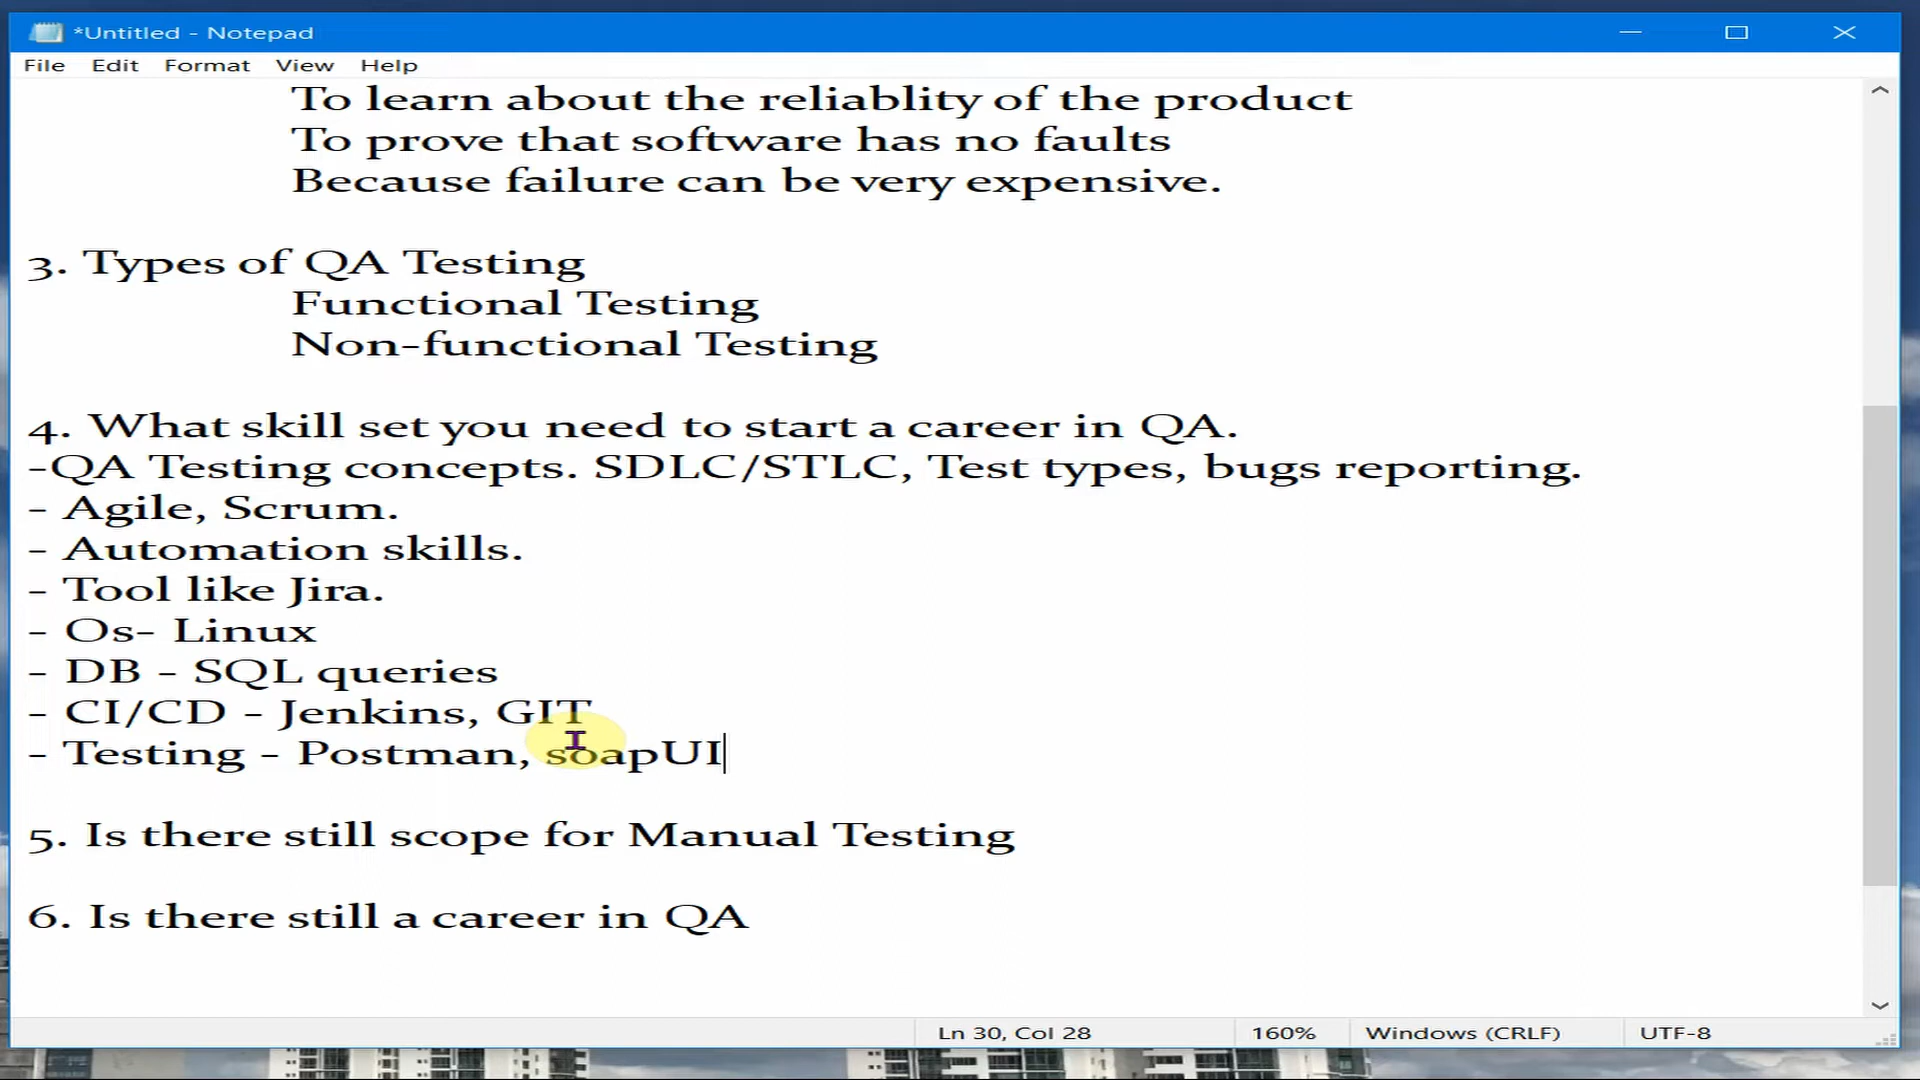 *Untitled - Notepad
File Edit Format View Help
To learn about the reliablity of the product
To prove that software has no faults
Because failure can be very expensive.
3. Types of QA Testing
Functional Testing
Non-functional Testing
4. What skill set you need to start a career in QA.
-QA Testing concepts. SDLC/STLC, Test types, bugs reporting.
- Agile, Scrum.
- Automation skills.
- Tool like Jira.
- Os- Linux
- DB - SQL queries
- CI/CD - Jenkins, GIT
- Testing - Postman, soapUI
5. Is there still scope for Manual Testing
6. Is there still a career in QA
Ln 30, Col 28 160% Windows (CRLF) UTF-8